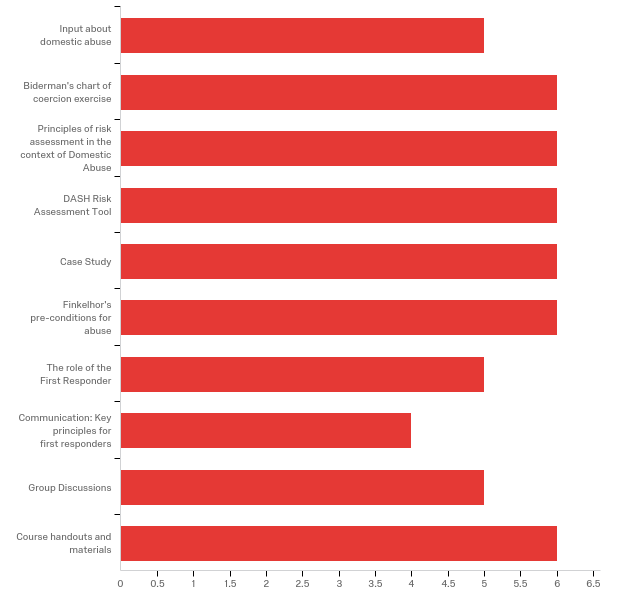 Input about
domestic abuse
Biderman's chart of
coercion exercise
Principles of risk
assessment in the
context of Domestic
Abuse
DASH Risk
Assessment Tool
Case Study
Finkelhor's
pre-conditions for
abuse
The role of the
First Responder
Communication: Key
principles for
first responders
Group Discussions
Course handouts and
materials
0 0.5 1 1.5 2 2.5 3 3.5 4 4.5 5 5.5 6 6.5